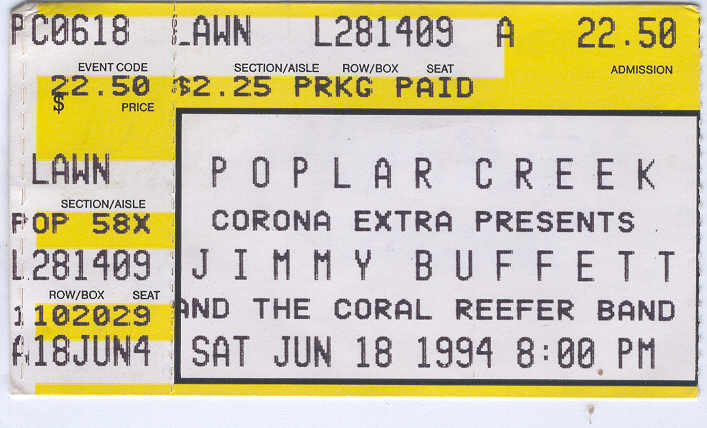 PC0618
EVENT CODE
22.50
$ PRICE
LAWN
SECTION/AISLE
POP 58X
L281409
ROW/BOX SEAT
1102029
A18JUN4
LAWN L281409 A 22.50
SECTION/AISLE ROW/BOX SEAT ADMISSION
$2.25 PRKG PAID
POPLAR CREEK
CORONA EXTRA PRESENTS
JIMMY BUFFETT
AND THE CORAL REEFER BAND
SAT JUN 18 1994 8:00 PM